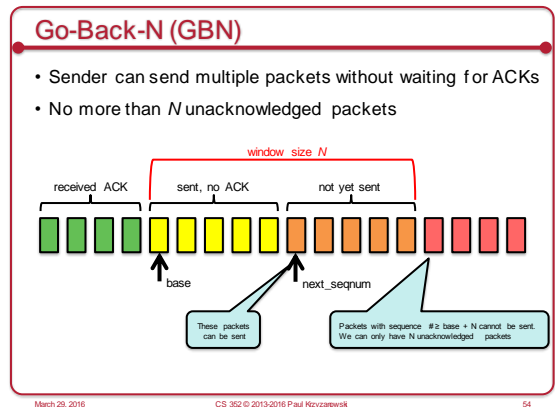 Go-Back-N (GBN)
• Sender can send multiple packets without waiting for ACKs
• No more than N unacknowledged packets
window size N
received ACK
sent, no ACK
not yet sent
base
next_seqnum
These packets
can be sent
Packets with sequence # ≥ base + N cannot be sent.
We can only have N unacknowledged packets
March 29, 2016
CS 352 © 2013-2016 Paul Krzyzanowski
54